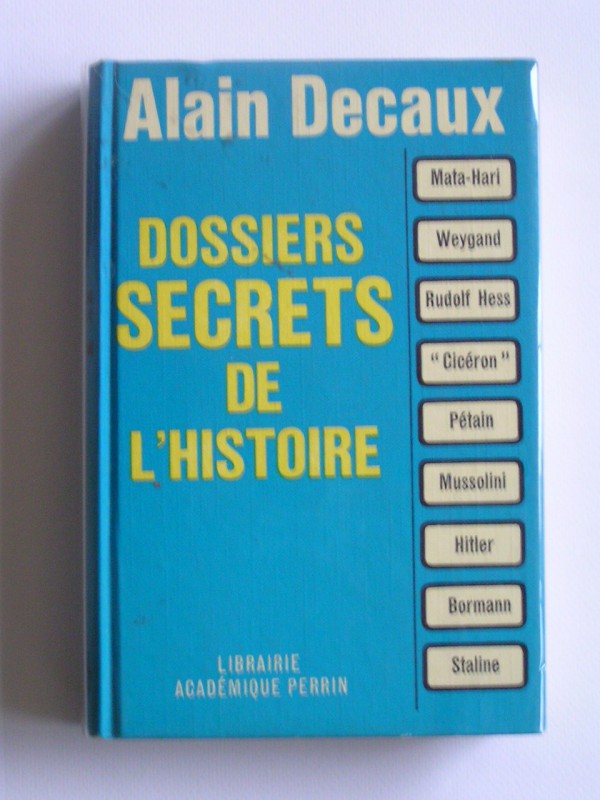 Alain Decaux
DOSSIERS
SECRETS
DE
L'HISTOIRE
Mata-Hari
Weygand
Rudolf Hess
"Cicéron"
Pétain
Mussolini
Hitler
Bormann
Staline
LIBRAIRIE
ACADÉMIQUE PERRIN